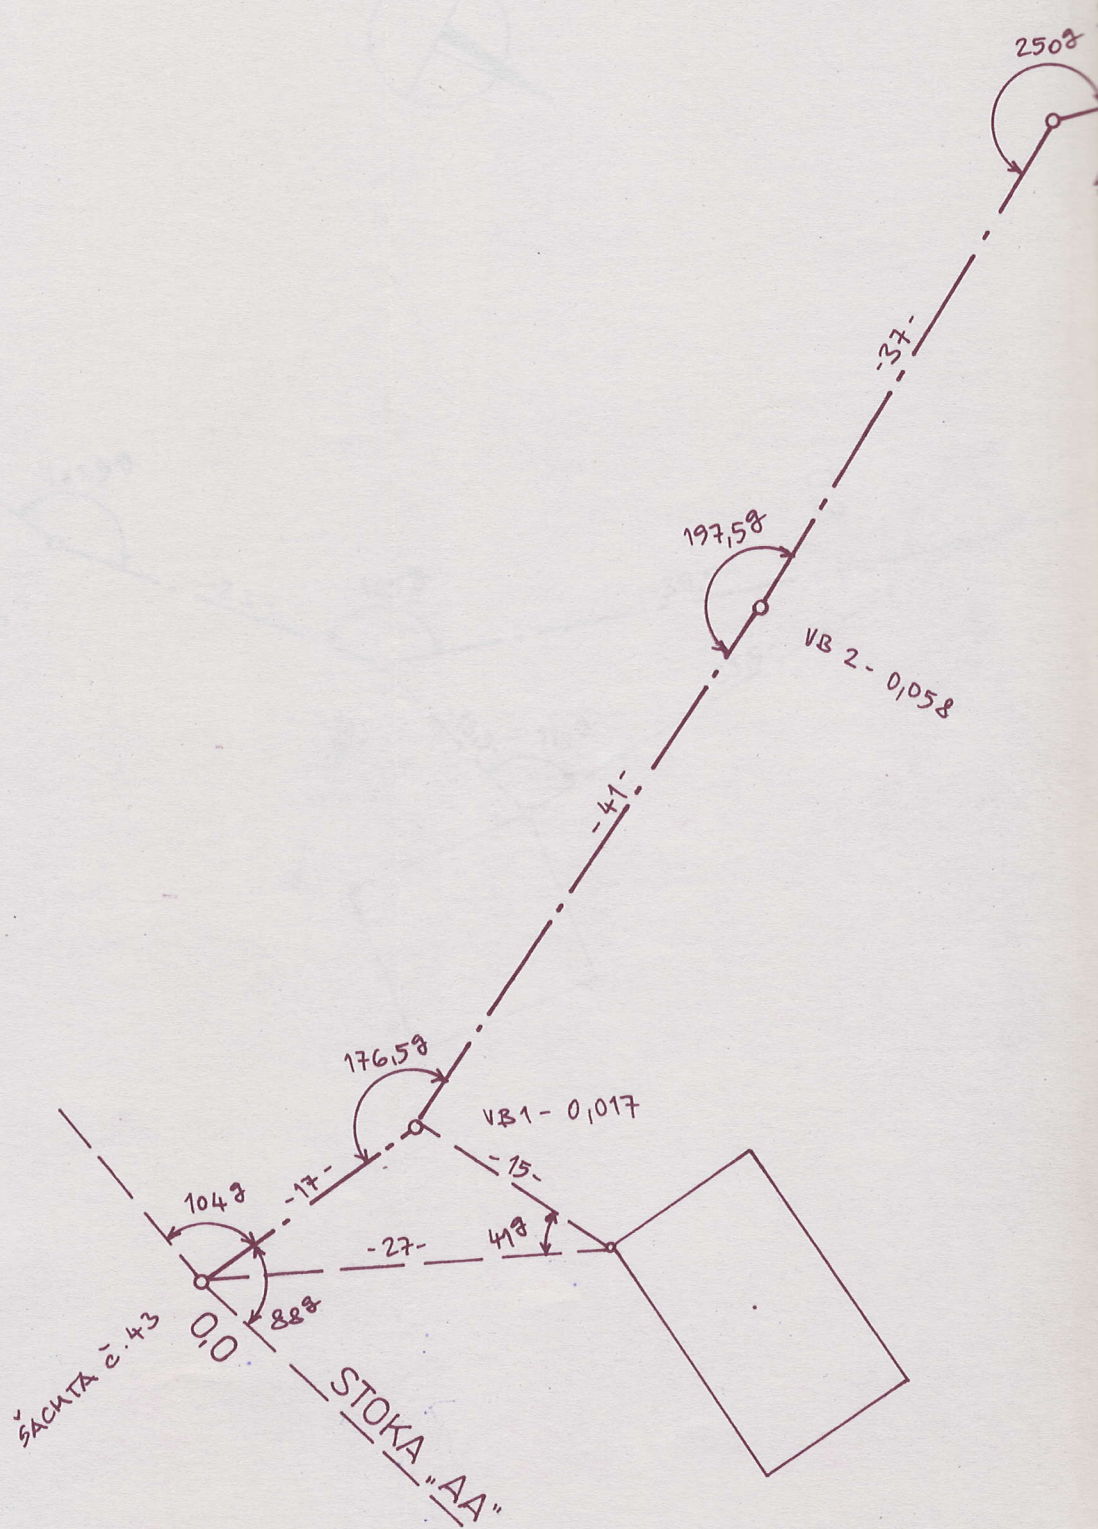 250g
-37-
197,5g
VB 2 - 0,058
-41-
176,5g
VB1 - 0,017
-15-
-17-
104g
41g
-27-
88g
0,0
ŠACHTA č.43
STOKA „AA"